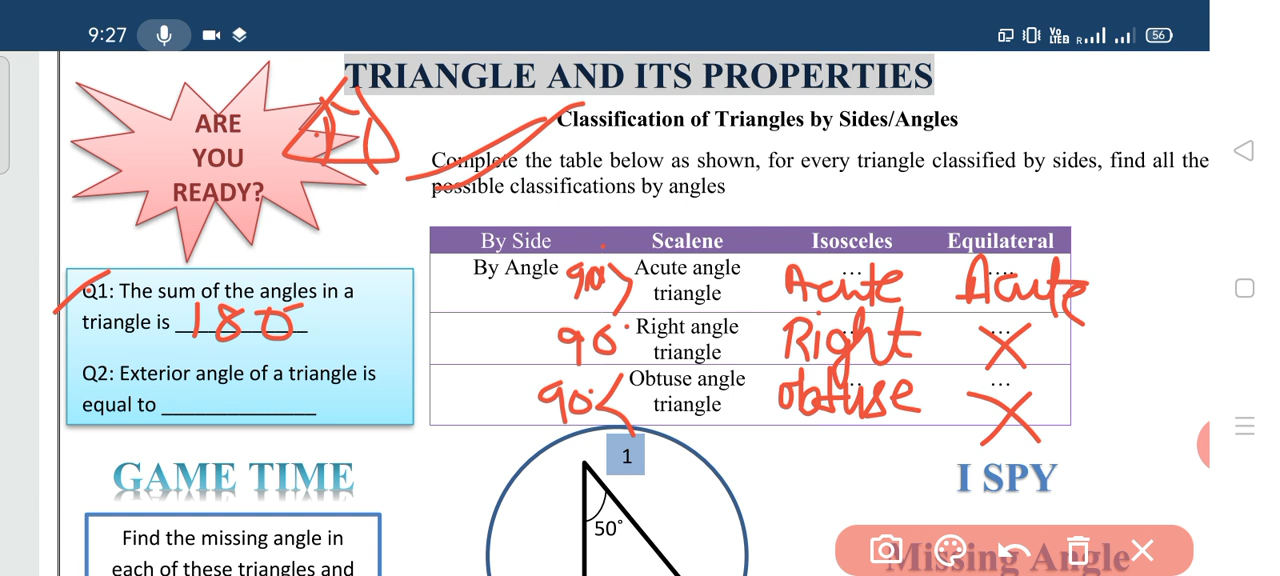 9:27
Vo LTE R 56
TRIANGLE AND ITS PROPERTIES
ARE
YOU
READY?
Classification of Triangles by Sides/Angles
Complete the table below as shown, for every triangle classified by sides, find all the
possible classifications by angles
By Side Scalene Isosceles Equilateral
By Angle 90> Acute angle triangle ... Acute .... Acute
90° Right angle triangle ... Right ... X
90< Obtuse angle triangle ... obtuse ... X
Q1: The sum of the angles in a
triangle is ____________ 180°
Q2: Exterior angle of a triangle is
equal to ______________
1
50°
GAME TIME
I SPY
Find the missing angle in
each of these triangles and
Missing Angle